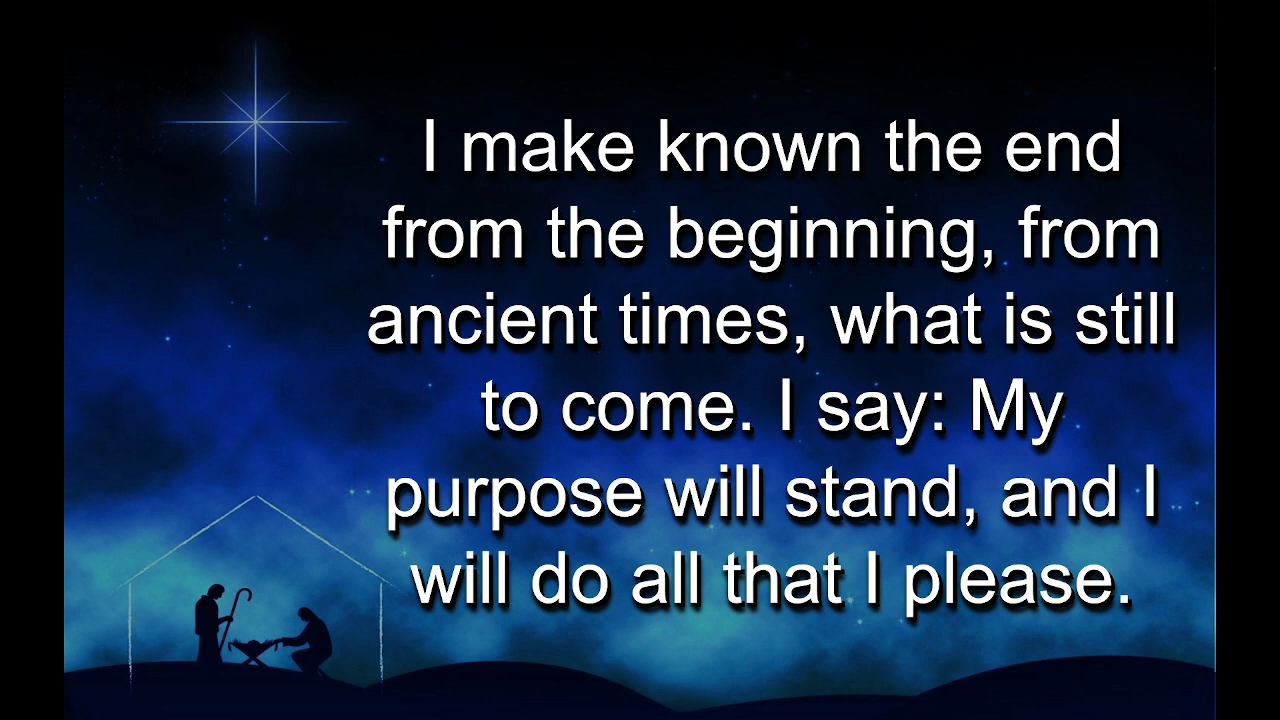 I make known the end
from the beginning, from
ancient times, what is still
to come. I say: My
purpose will stand, and I
will do all that I please.